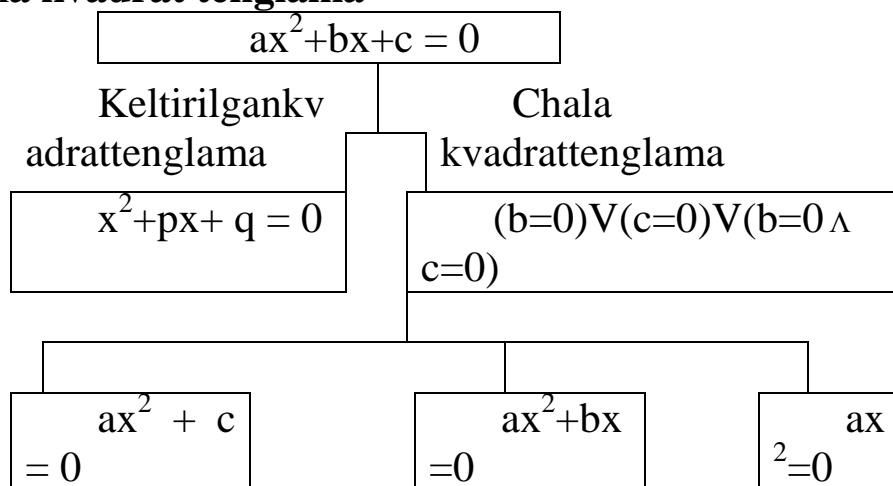 kvadrat tenglama
ax²+bx+c = 0
Keltirilgankv
adrattenglama
Chala
kvadrattenglama
x²+px+ q = 0
(b=0)V(c=0)V(b=0 ᴧ
c=0)
ax² + c
= 0
ax²+bx
=0
ax
²=0